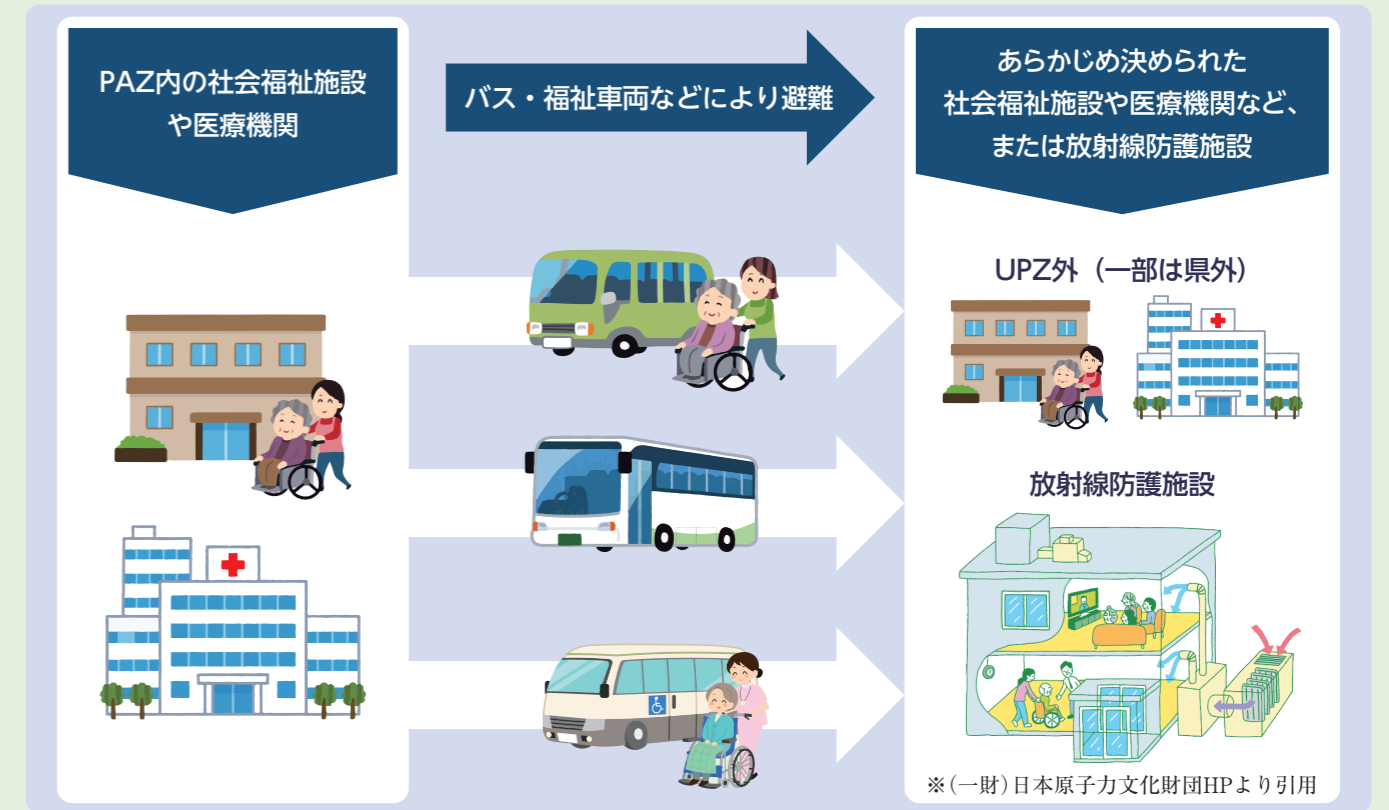 PAZ内の社会福祉施設
や医療機関
バス・福祉車両などにより避難
あらかじめ決められた
社会福祉施設や医療機関など、
または放射線防護施設
UPZ外（一部は県外）
放射線防護施設
※(一財)日本原子力文化財団HPより引用